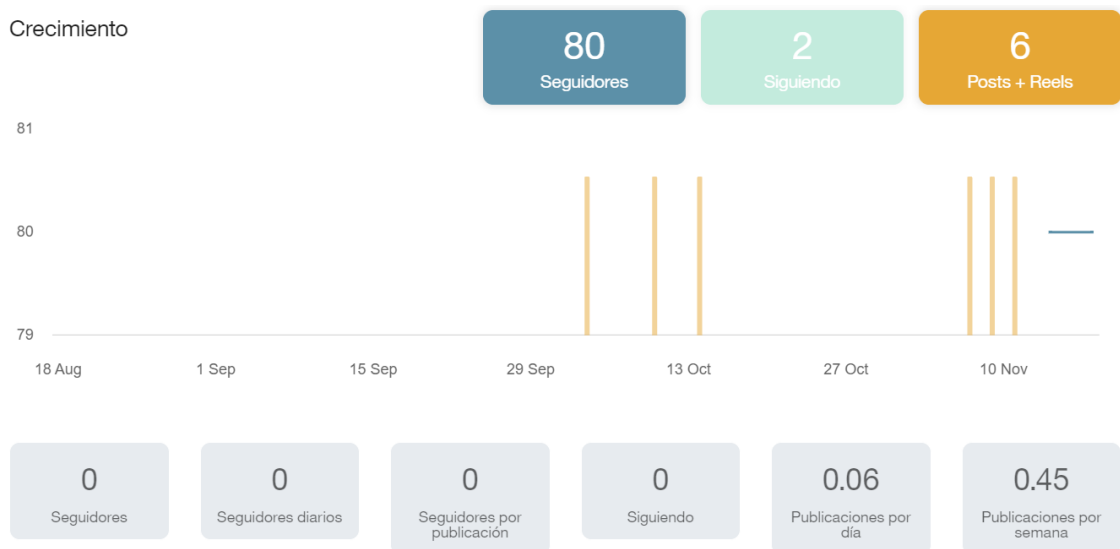 Crecimiento
80
Seguidores
2
Siguiendo
6
Posts + Reels
81
80
79
18 Aug
1 Sep
15 Sep
29 Sep
13 Oct
27 Oct
10 Nov
0
Seguidores
0
Seguidores diarios
0
Seguidores por
publicación
0
Siguiendo
0.06
Publicaciones por
día
0.45
Publicaciones por
semana